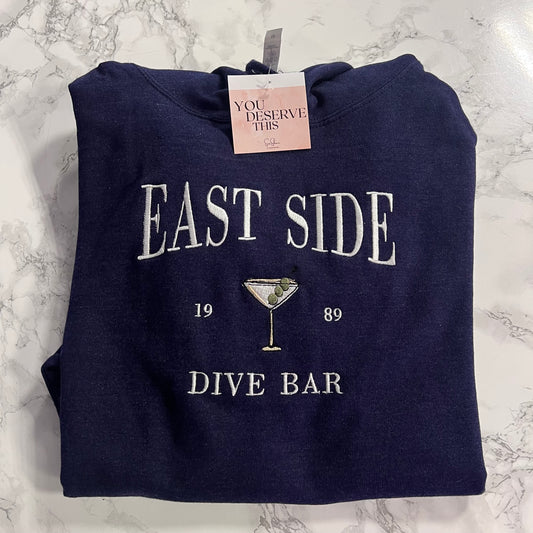 YOU
DESERVE
THIS
EAST SIDE
19 89
DIVE BAR